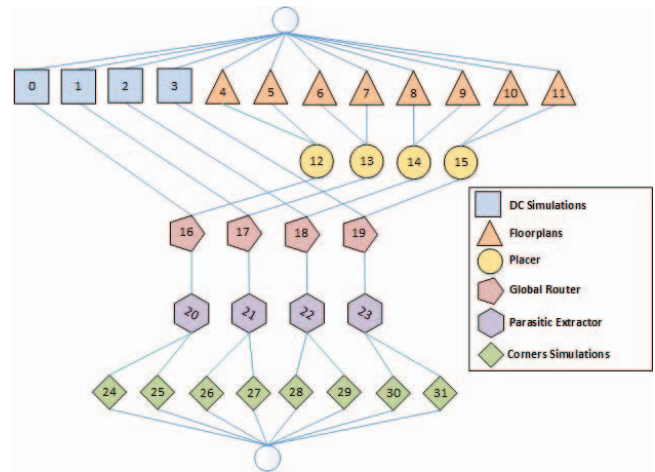 0 1 2 3 4 5 6 7 8 9 10 11
12 13 14 15
16 17 18 19
20 21 22 23
24 25 26 27 28 29 30 31
DC Simulations
Floorplans
Placer
Global Router
Parasitic Extractor
Corners Simulations